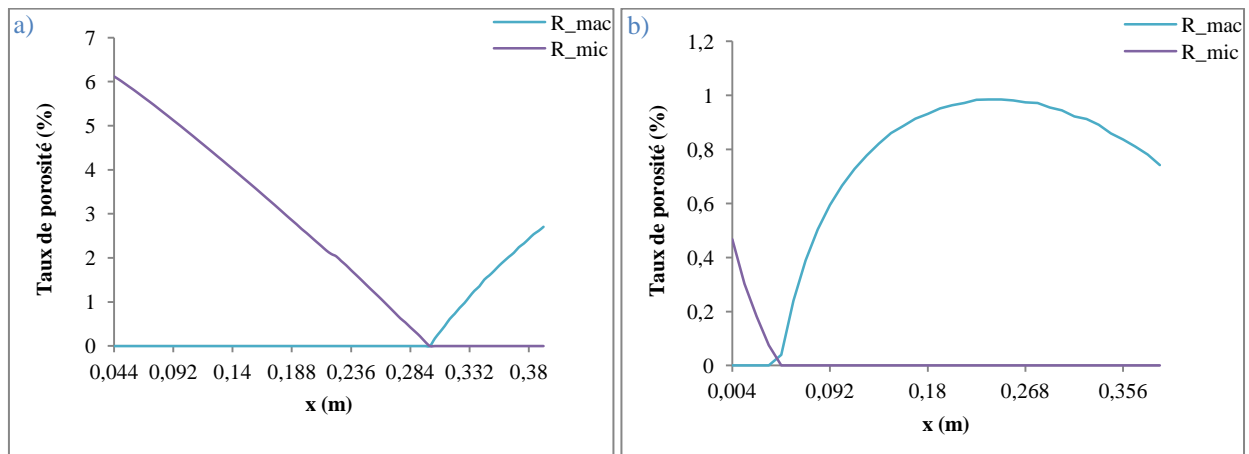 a)
R_mac
R_mic
7
6
5
4
3
2
1
0
Taux de porosité (%)
0,044 0,092 0,14 0,188 0,236 0,284 0,332 0,38
x (m)
b)
R_mac
R_mic
1,2
1
0,8
0,6
0,4
0,2
0
Taux de porosité (%)
0,004 0,092 0,18 0,268 0,356
x (m)